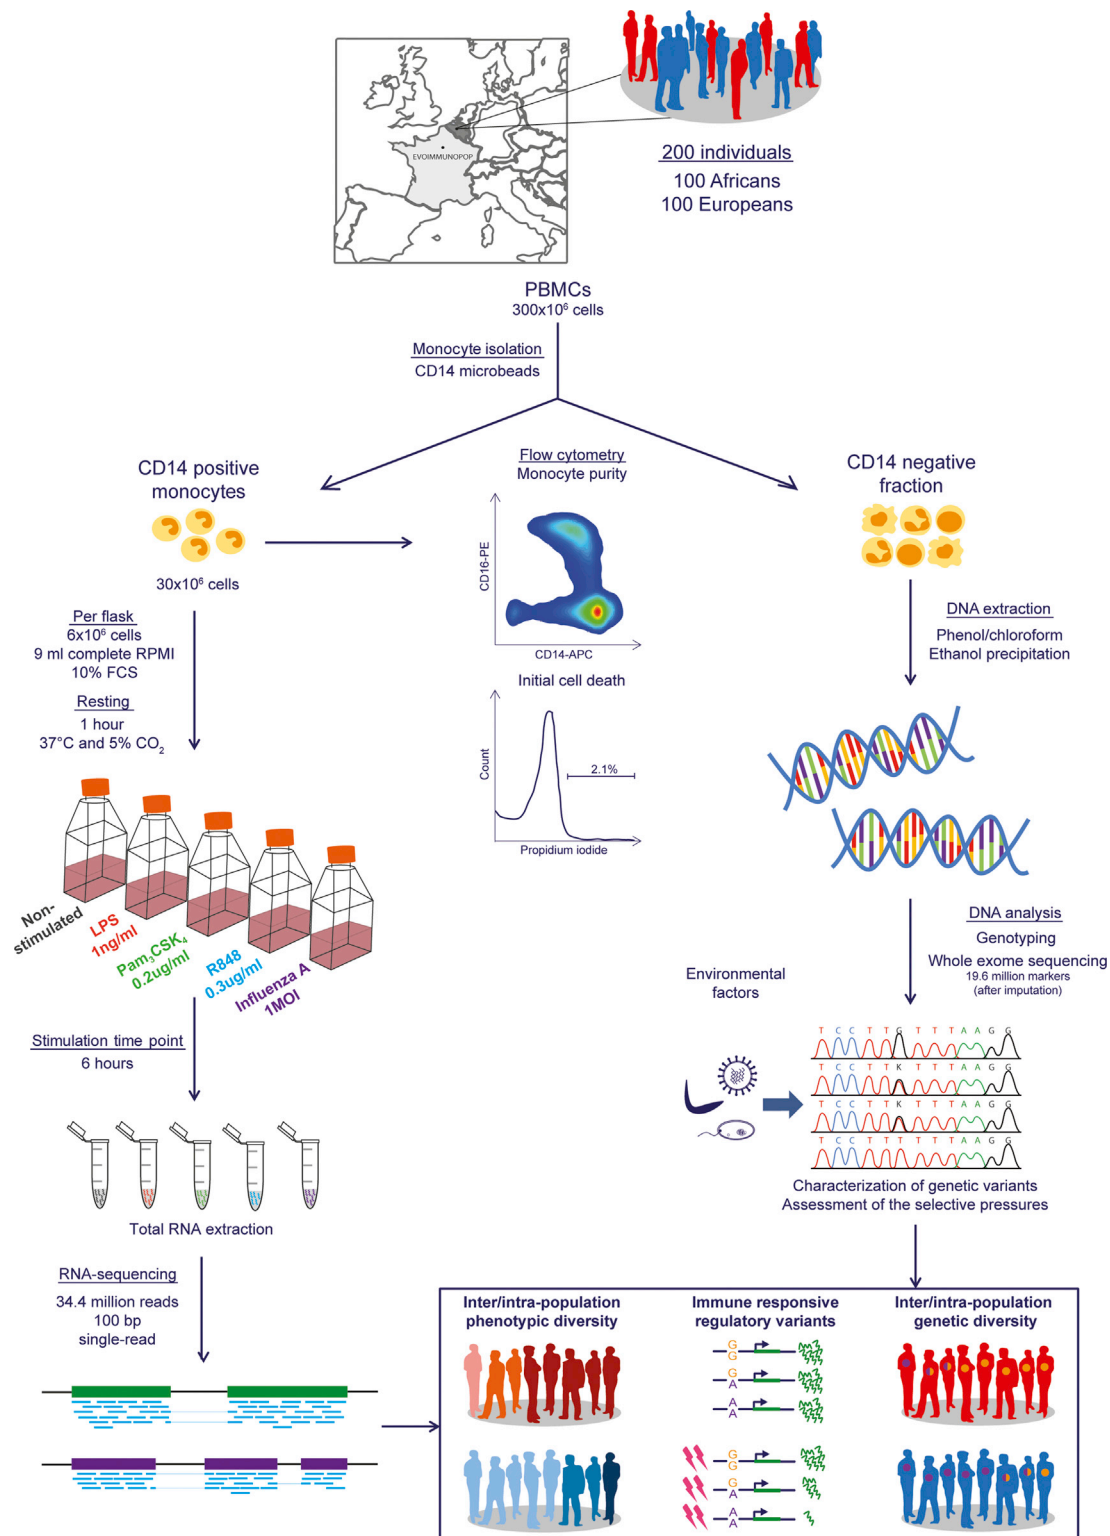 EVOIMMUNOPOP
200 individuals
100 Africans
100 Europeans
PBMCs
300x10⁶ cells
Monocyte isolation
CD14 microbeads
CD14 positive
monocytes
30x10⁶ cells
Flow cytometry
Monocyte purity
CD16-PE
CD14-APC
Initial cell death
Count
2.1%
Propidium iodide
CD14 negative
fraction
DNA extraction
Phenol/chloroform
Ethanol precipitation
Per flask
6x10⁶ cells
9 ml complete RPMI
10% FCS
Resting
1 hour
37°C and 5% CO₂
Non-
stimulated
LPS
1ng/ml
Pam₃CSK₄
0.2ug/ml
R848
0.3ug/ml
Influenza A
1MOI
Stimulation time point
6 hours
Total RNA extraction
RNA-sequencing
34.4 million reads
100 bp
single-read
DNA analysis
Genotyping
Whole exome sequencing
19.6 million markers
(after imputation)
Environmental
factors
T C C T T G T T T A A G G
T C C T T K T T T A A G G
T C C T T K T T T A A G G
T C C T T T T T T A A G G
Characterization of genetic variants
Assessment of the selective pressures
Inter/intra-population
phenotypic diversity
Immune responsive
regulatory variants
G
G
G
A
A
A
G
G
G
A
A
A
Inter/intra-population
genetic diversity